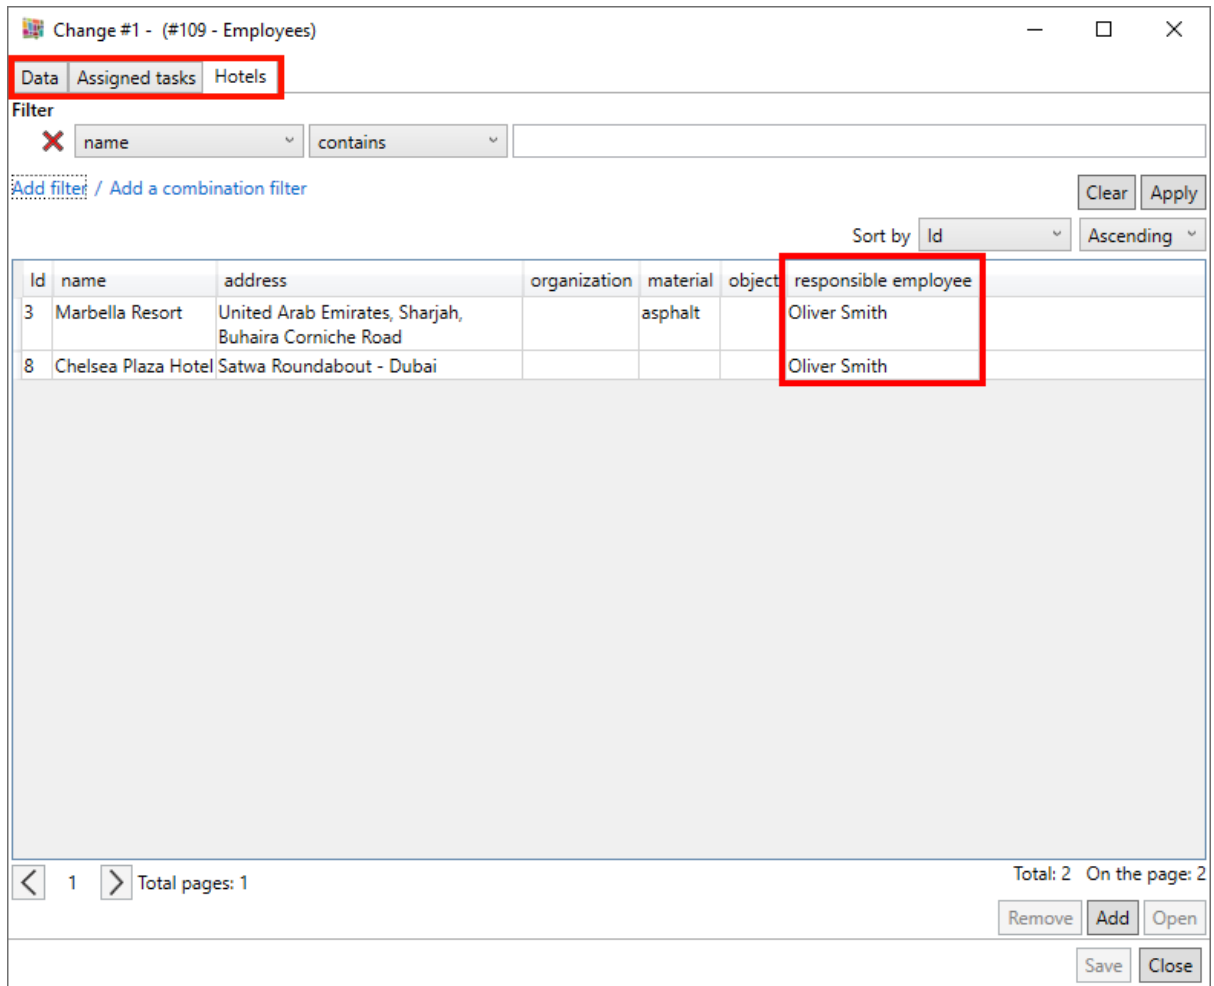 Change #1 - (#109 - Employees)
Data Assigned tasks Hotels
Filter
name contains
Add filter / Add a combination filter Clear Apply
Sort by Id Ascending
Id name address organization material object responsible employee
3 Marbella Resort United Arab Emirates, Sharjah, asphalt Oliver Smith
Buhaira Corniche Road
8 Chelsea Plaza Hotel Satwa Roundabout - Dubai Oliver Smith
1 Total pages: 1 Total: 2 On the page: 2
Remove Add Open
Save Close